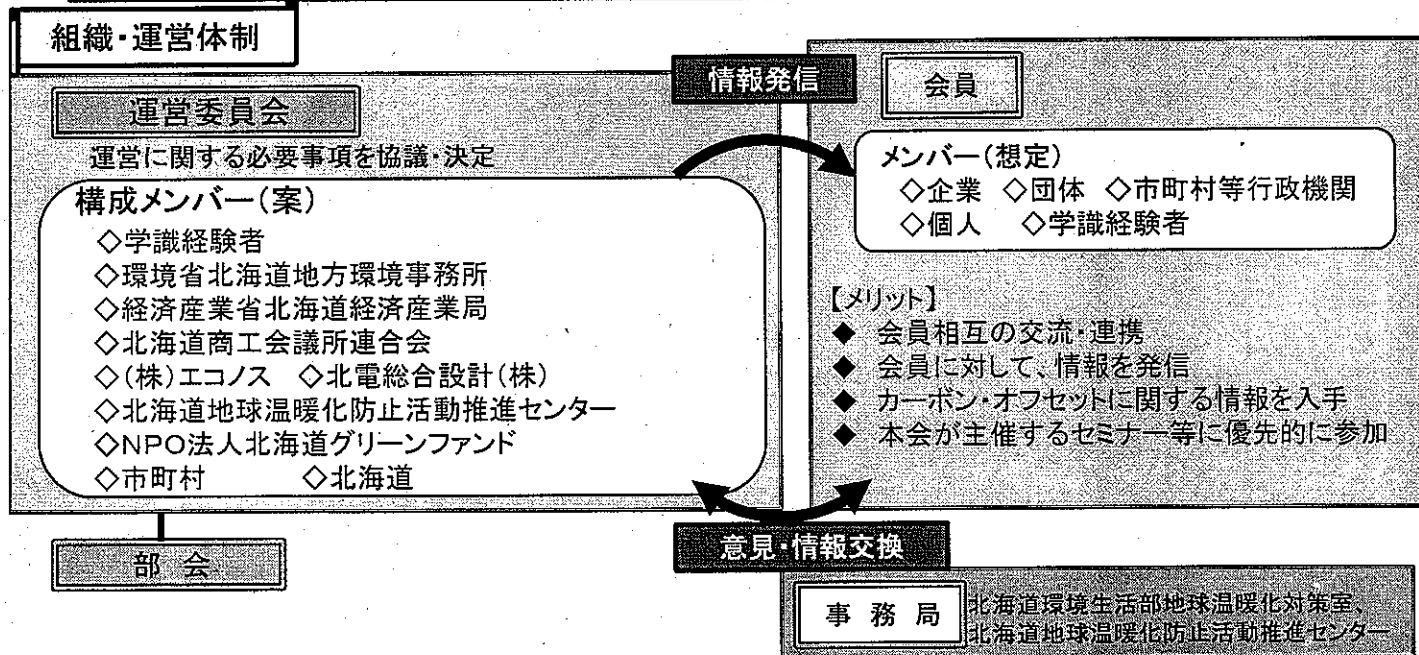 組織・運営体制
運営委員会
運営に関する必要事項を協議・決定
構成メンバー(案)
◇学識経験者
◇環境省北海道地方環境事務所
◇経済産業省北海道経済産業局
◇北海道商工会議所連合会
◇(株)エコノス ◇北電総合設計(株)
◇北海道地球温暖化防止活動推進センター
◇NPO法人北海道グリーンファンド
◇市町村 ◇北海道
部 会
情報発信
会員
メンバー(想定)
◇企業 ◇団体 ◇市町村等行政機関
◇個人 ◇学識経験者
【メリット】
◆ 会員相互の交流・連携
◆ 会員に対して、情報を発信
◆ カーボン・オフセットに関する情報を入手
◆ 本会が主催するセミナー等に優先的に参加
意見・情報交換
事 務 局
北海道環境生活部地球温暖化対策室、
北海道地球温暖化防止活動推進センター